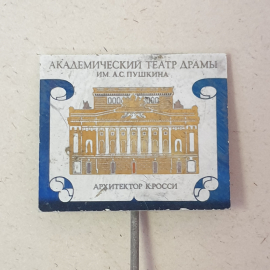 АКАДЕМИЧЕСКИЙ ТЕАТР ДРАМЫ
ИМ. А.С. ПУШКИНА
АРХИТЕКТОР К.РОССИ